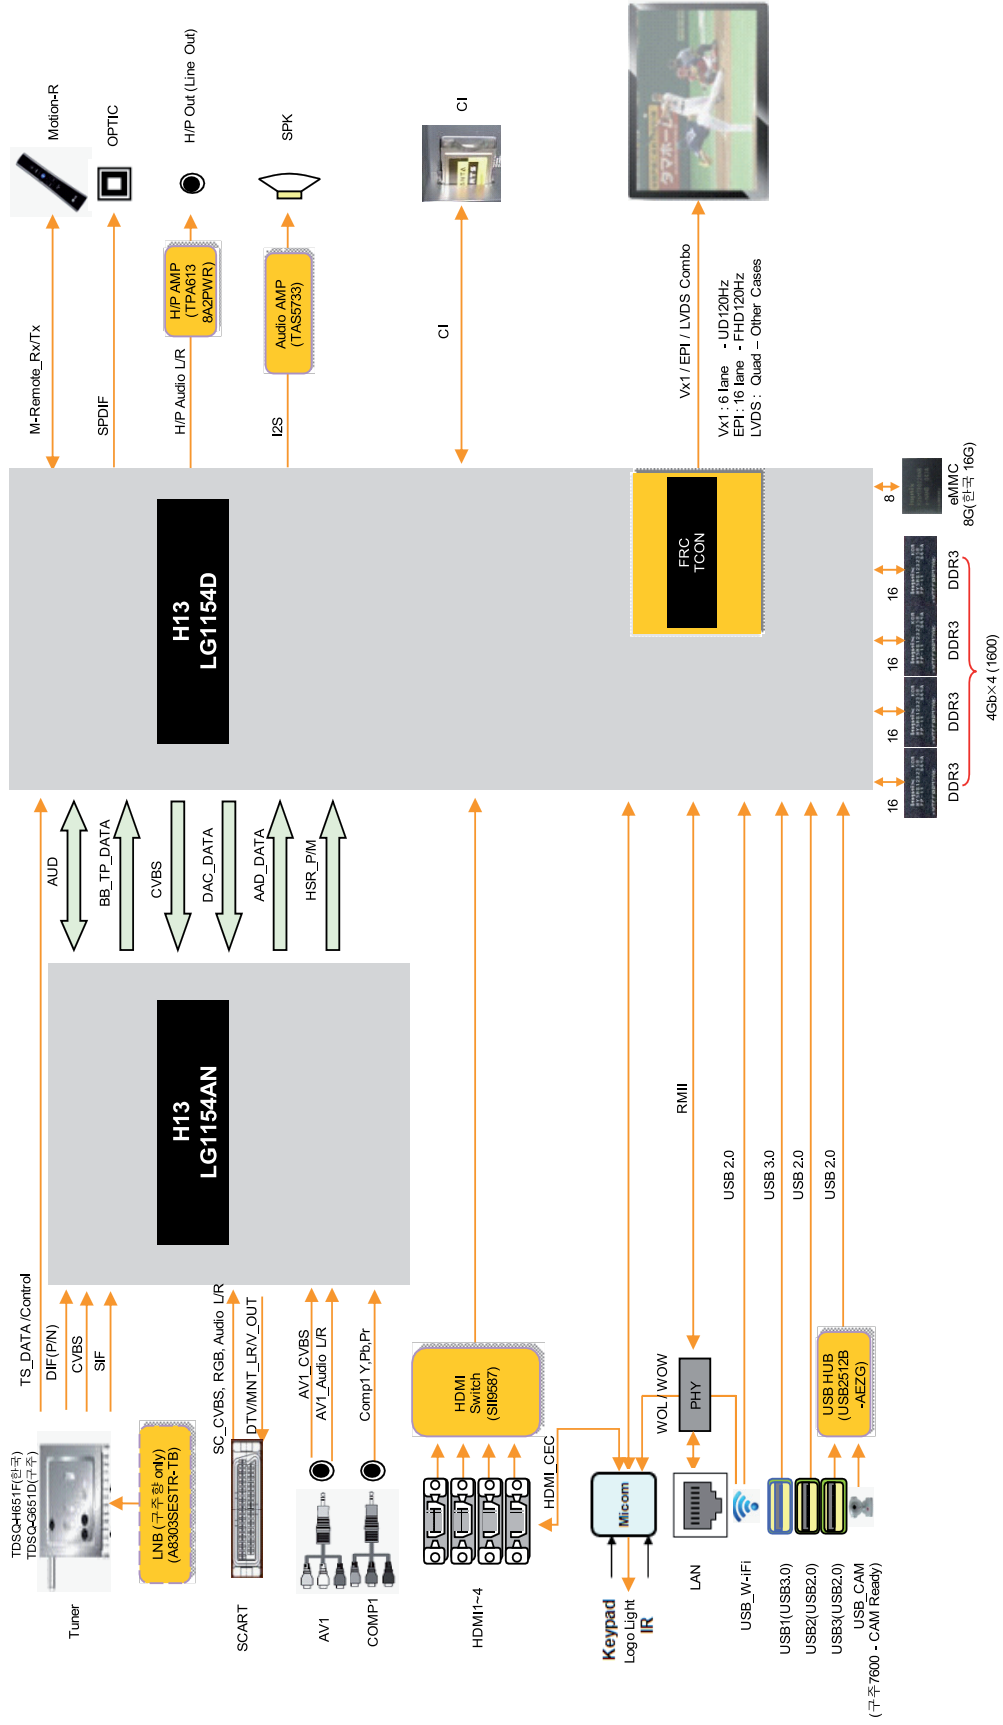 Tuner
TDSQ-H651F(한국)
TDSQ-G651D(구주)
LNB (구주향 only)
(A8303SESTR-TB)
SCART
AV1
COMP1
HDMI1~4
Keypad
Logo Light
IR
LAN
USB_W-iFi
USB1(USB3.0)
USB2(USB2.0)
USB3(USB2.0)
USB_CAM
(구주7600 - CAM Ready)
TS_DATA /Control
DIF(P/N)
CVBS
SIF
SC_CVBS, RGB, Audio L/R
DTV/MNT_LR/V_OUT
AV1_CVBS
AV1_Audio L/R
Comp1 Y,Pb,Pr
HDMI
Switch
(SII9587)
HDMI_CEC
Micom
WOL / WOW
PHY
USB HUB
(USB2512B
-AEZG)
H13
LG1154AN
RMII
USB 2.0
USB 3.0
USB 2.0
USB 2.0
AUD
BB_TP_DATA
CVBS
DAC_DATA
AAD_DATA
HSR_P/M
H13
LG1154D
FRC
TCON
16
16
16
16
8
DDR3
DDR3
DDR3
DDR3
eMMC
8G(한국 16G)
4Gb×4 (1600)
M-Remote_Rx/Tx
SPDIF
H/P Audio L/R
I2S
CI
Vx1 / EPI / LVDS Combo
Vx1 : 6 lane - UD120Hz
EPI : 16 lane - FHD120Hz
LVDS : Quad – Other Cases
H/P AMP
(TPA613
8A2PWR)
Audio AMP
(TAS5733)
Motion-R
OPTIC
H/P Out (Line Out)
SPK
CI
タマホーム